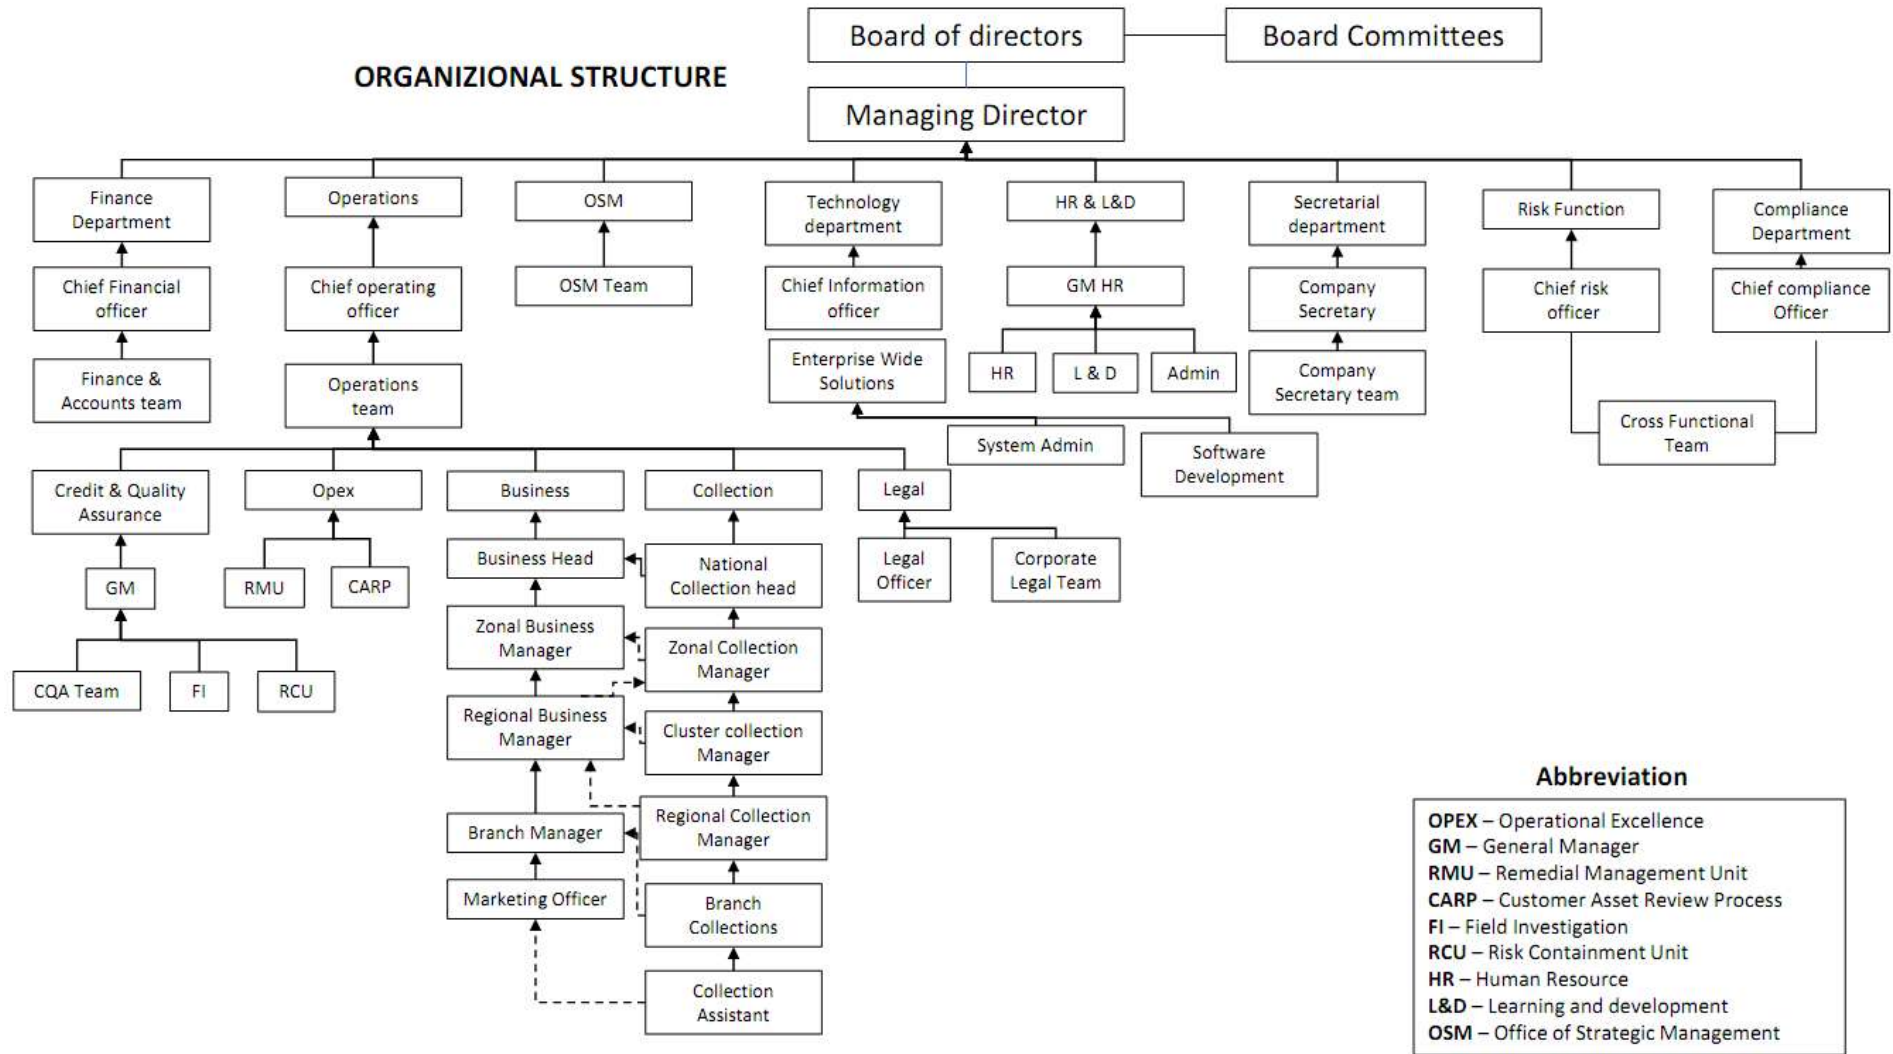 Board of directors
Board Committees
ORGANIZIONAL STRUCTURE
Managing Director
Finance
Department
Operations
OSM
Technology
department
HR & L&D
Secretarial
department
Risk Function
Compliance
Department
Chief Financial
officer
Chief operating
officer
OSM Team
Chief Information
officer
GM HR
Company
Secretary
Chief risk
officer
Chief compliance
Officer
Finance &
Accounts team
Operations
team
Enterprise Wide
Solutions
HR
L & D
Admin
Company
Secretary team
Cross Functional
Team
System Admin
Software
Development
Credit & Quality
Assurance
Opex
Business
Collection
Legal
GM
RMU
CARP
Business Head
National
Collection head
Legal
Officer
Corporate
Legal Team
CQA Team
FI
RCU
Zonal Business
Manager
Zonal Collection
Manager
Regional Business
Manager
Cluster collection
Manager
Branch Manager
Regional Collection
Manager
Marketing Officer
Branch
Collections
Collection
Assistant
Abbreviation
OPEX – Operational Excellence
GM – General Manager
RMU – Remedial Management Unit
CARP – Customer Asset Review Process
FI – Field Investigation
RCU – Risk Containment Unit
HR – Human Resource
L&D – Learning and development
OSM – Office of Strategic Management